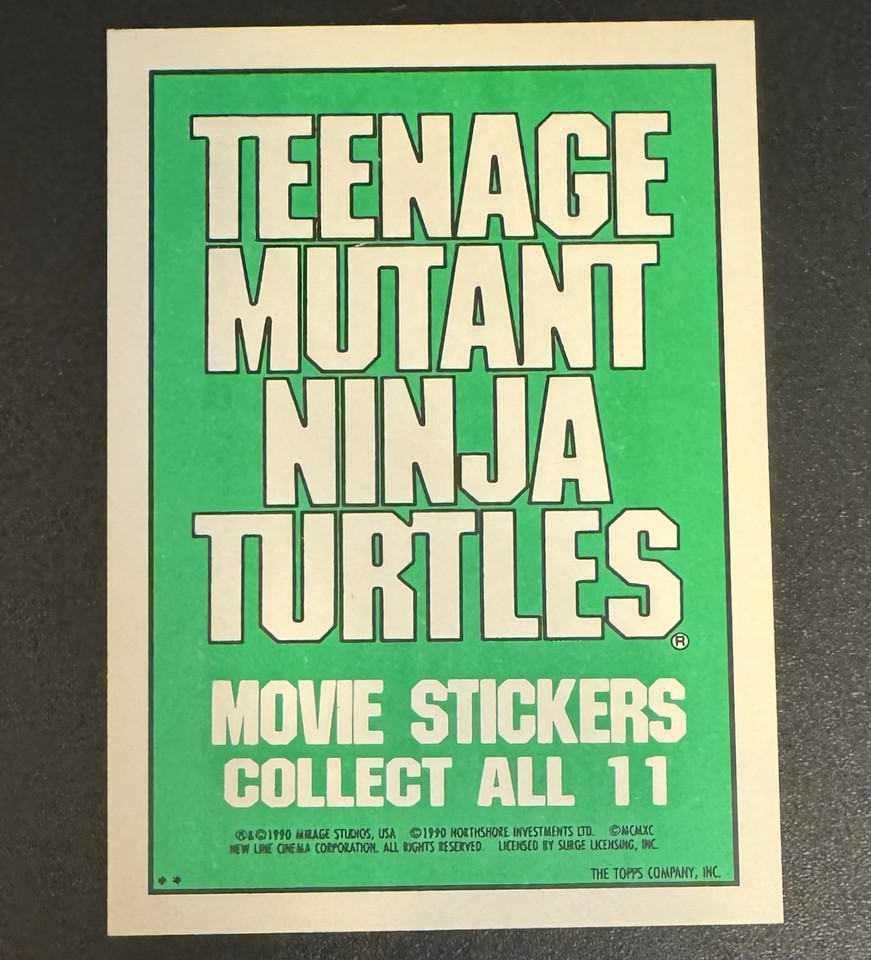 TEENAGE
MUTANT
NINJA
TURTLES®
MOVIE STICKERS
COLLECT ALL 11
®&©1990 MIRAGE STUDIOS, USA ©1990 NORTHSHORE INVESTMENTS LTD. ©MCMXC
NEW LINE CINEMA CORPORATION. ALL RIGHTS RESERVED. LICENSED BY SURGE LICENSING, INC.
* * THE TOPPS COMPANY, INC.